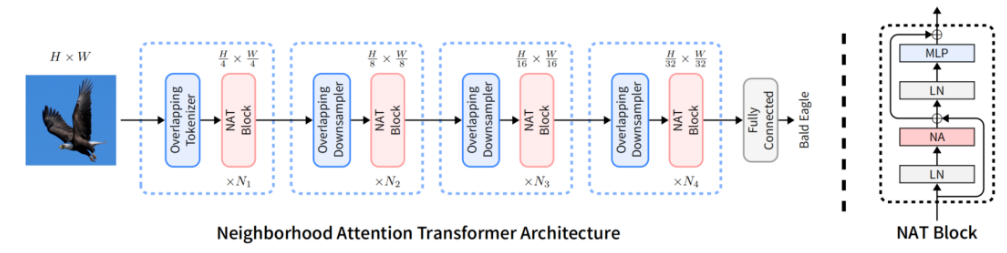 H × W
H/4 × W/4
Overlapping Tokenizer
NAT Block
×N₁
H/8 × W/8
Overlapping Downsampler
NAT Block
×N₂
H/16 × W/16
Overlapping Downsampler
NAT Block
×N₃
H/32 × W/32
Overlapping Downsampler
NAT Block
×N₄
Fully Connected
Bald Eagle
Neighborhood Attention Transformer Architecture
MLP
LN
NA
LN
NAT Block